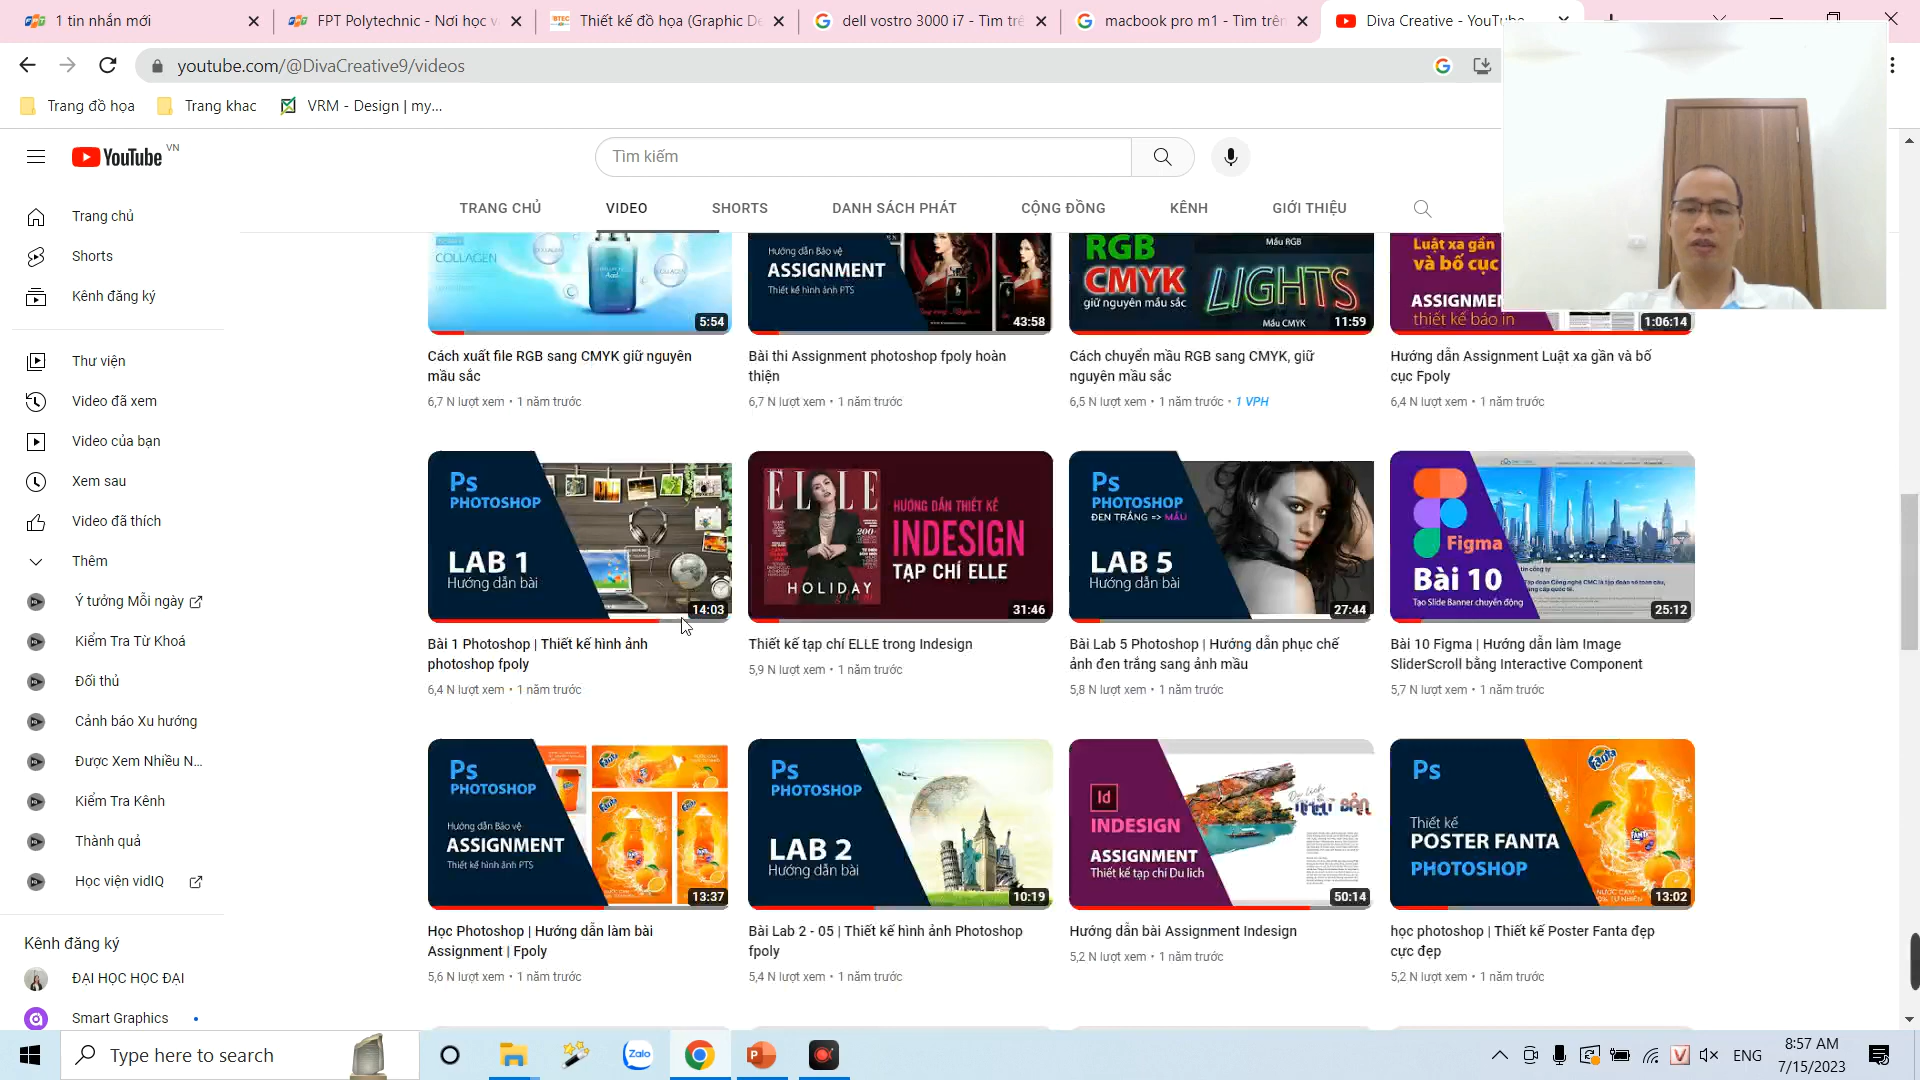 1 tin nhắn mới
FPT Polytechnic - Nơi học v
Thiết kế đồ họa (Graphic De
dell vostro 3000 i7 - Tìm trê
macbook pro m1 - Tìm trên
Diva Creative - YouTube
youtube.com/@DivaCreative9/videos
Trang đồ họa
Trang khac
VRM - Design | my...
YouTube VN
Tìm kiếm
TRANG CHỦ
VIDEO
SHORTS
DANH SÁCH PHÁT
CỘNG ĐỒNG
KÊNH
GIỚI THIỆU
Trang chủ
Shorts
Kênh đăng ký
Thư viện
Video đã xem
Video của bạn
Xem sau
Video đã thích
Thêm
Ý tưởng Mỗi ngày
Kiểm Tra Từ Khoá
Đối thủ
Cảnh báo Xu hướng
Được Xem Nhiều N...
Kiểm Tra Kênh
Thành quả
Học viện vidIQ
Kênh đăng ký
ĐẠI HỌC HỌC ĐẠI
Smart Graphics
COLLAGEN
5:54
Cách xuất file RGB sang CMYK giữ nguyên
màu sắc
6,7 N lượt xem • 1 năm trước
Hướng dẫn Bảo vệ
ASSIGNMENT
Thiết kế hình ảnh PTS
43:58
Bài thi Assignment photoshop fpoly hoàn
thiện
6,7 N lượt xem • 1 năm trước
RGB
CMYK
giữ nguyên mầu sắc
Mầu RGB
LIGHTS
Mầu CMYK
11:59
Cách chuyển mầu RGB sang CMYK, giữ
nguyên mầu sắc
6,5 N lượt xem • 1 năm trước • 1 VPH
Luật xa gần
và bố cục
ASSIGNMEN
thiết kế báo in
1:06:14
Hướng dẫn Assignment Luật xa gần và bố
cục Fpoly
6,4 N lượt xem • 1 năm trước
Ps
PHOTOSHOP
LAB 1
Hướng dẫn bài
14:03
Bài 1 Photoshop | Thiết kế hình ảnh
photoshop fpoly
6,4 N lượt xem • 1 năm trước
ELLE
HOLIDAY
HƯỚNG DẪN THIẾT KẾ
INDESIGN
TẠP CHÍ ELLE
31:46
Thiết kế tạp chí ELLE trong Indesign
5,9 N lượt xem • 1 năm trước
Ps
PHOTOSHOP
ĐEN TRẮNG => MÀU
LAB 5
Hướng dẫn bài
27:44
Bài Lab 5 Photoshop | Hướng dẫn phục chế
ảnh đen trắng sang ảnh mầu
5,8 N lượt xem • 1 năm trước
Figma
Bài 10
Tạo Slide Banner chuyển động
25:12
Bài 10 Figma | Hướng dẫn làm Image
SliderScroll bằng Interactive Component
5,7 N lượt xem • 1 năm trước
Ps
PHOTOSHOP
Hướng dẫn Bảo vệ
ASSIGNMENT
Thiết kế hình ảnh PTS
13:37
Học Photoshop | Hướng dẫn làm bài
Assignment | Fpoly
5,6 N lượt xem • 1 năm trước
Ps
PHOTOSHOP
LAB 2
Hướng dẫn bài
10:19
Bài Lab 2 - 05 | Thiết kế hình ảnh Photoshop
fpoly
5,4 N lượt xem • 1 năm trước
Id
INDESIGN
ASSIGNMENT
Thiết kế tạp chí Du lich
Du lịch
NHẬT BẢN
50:14
Hướng dẫn bài Assignment Indesign
5,2 N lượt xem • 1 năm trước
Ps
Thiết kế
POSTER FANTA
PHOTOSHOP
Fanta
13:02
học photoshop | Thiết kế Poster Fanta đẹp
cực đẹp
5,2 N lượt xem • 1 năm trước
Type here to search
Zalo
ENG
8:57 AM
7/15/2023